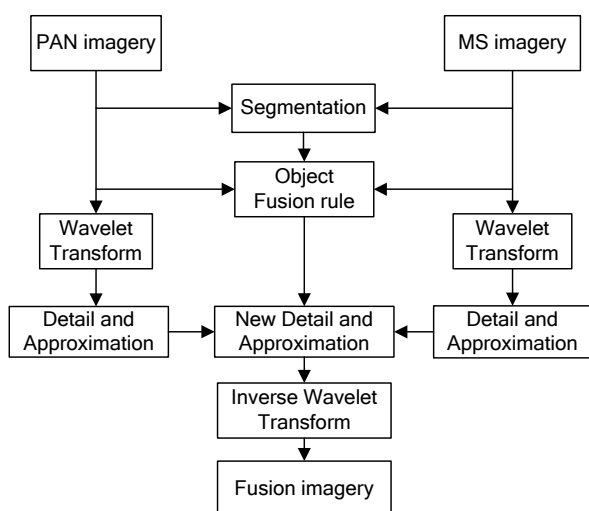 PAN imagery
MS imagery
Segmentation
Object
Fusion rule
Wavelet
Transform
Wavelet
Transform
Detail and
Approximation
New Detail and
Approximation
Detail and
Approximation
Inverse Wavelet
Transform
Fusion imagery